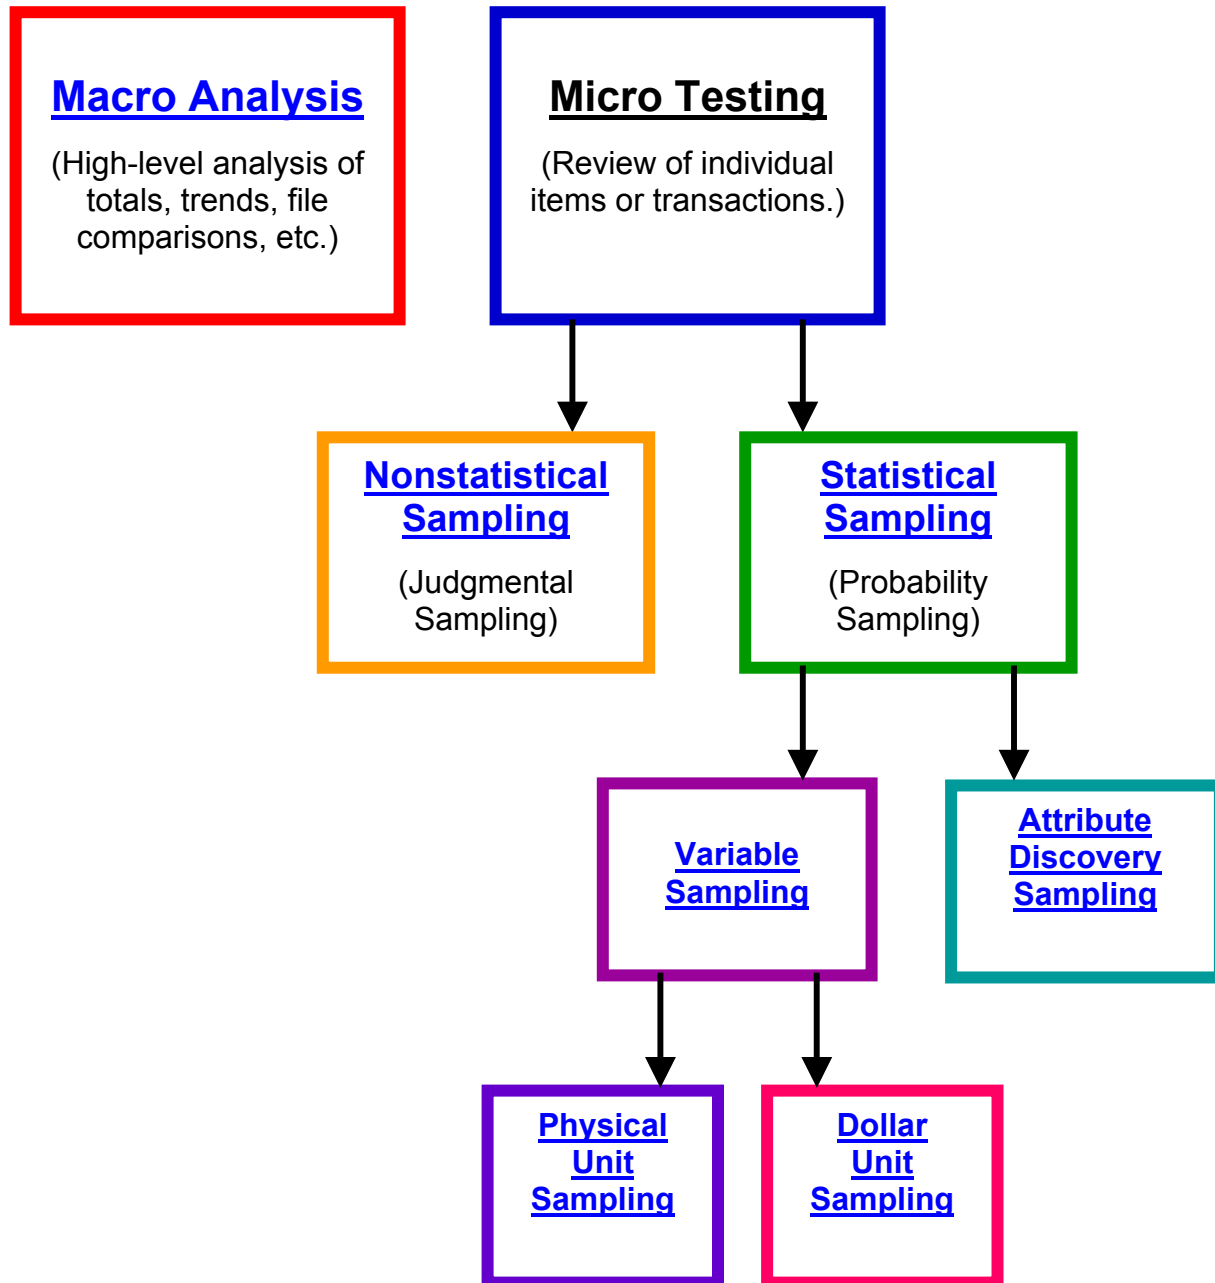 Macro Analysis
(High-level analysis of
totals, trends, file
comparisons, etc.)
Micro Testing
(Review of individual
items or transactions.)
Nonstatistical
Sampling
(Judgmental
Sampling)
Statistical
Sampling
(Probability
Sampling)
Variable
Sampling
Attribute
Discovery
Sampling
Physical
Unit
Sampling
Dollar
Unit
Sampling